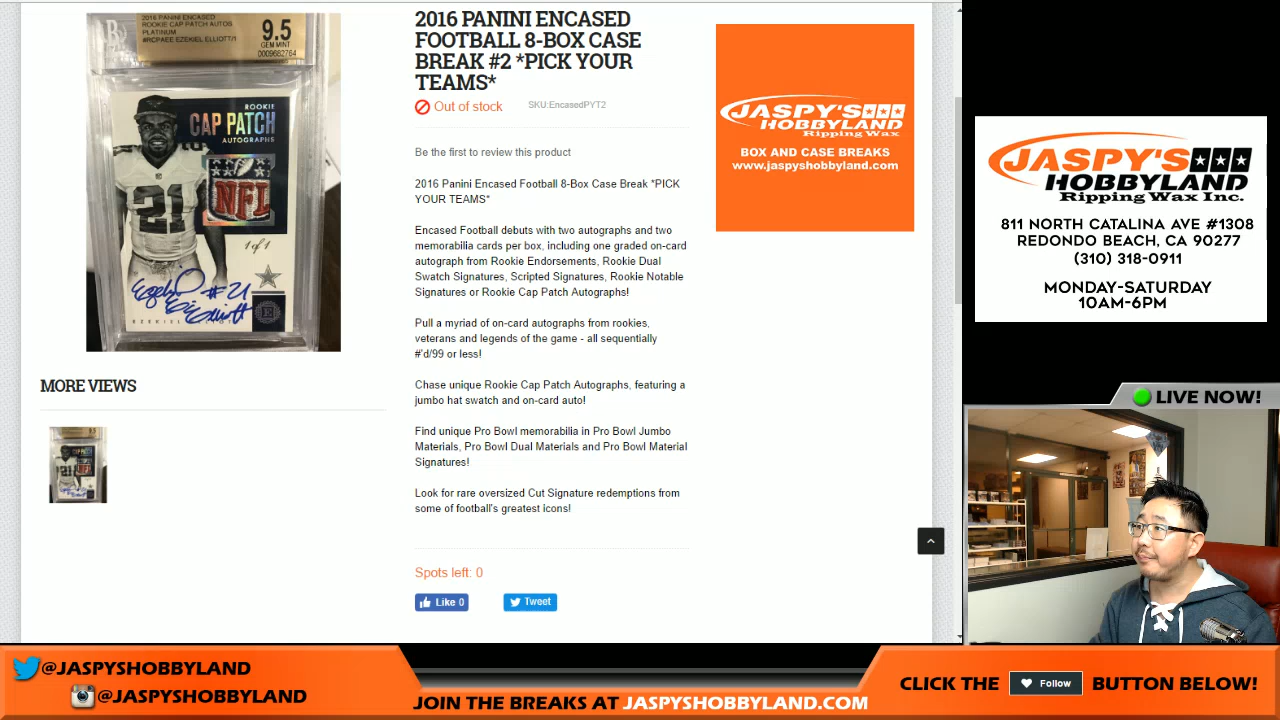 2016 PANINI ENCASED
ROOKIE CAP PATCH AUTOS
PLATINUM
#RCPAEE EZEKIEL ELLIOTT/1
9.5
GEM MINT
0009682764
ROOKIE
CAP PATCH
AUTOGRAPHS
21
NFL
1 of 1
#21
MORE VIEWS
2016 PANINI ENCASED
FOOTBALL 8-BOX CASE
BREAK #2 *PICK YOUR
TEAMS*
Out of stock
SKU:EncasedPYT2
Be the first to review this product
2016 Panini Encased Football 8-Box Case Break *PICK
YOUR TEAMS*
Encased Football debuts with two autographs and two
memorabilia cards per box, including one graded on-card
autograph from Rookie Endorsements, Rookie Dual
Swatch Signatures, Scripted Signatures, Rookie Notable
Signatures or Rookie Cap Patch Autographs!
Pull a myriad of on-card autographs from rookies,
veterans and legends of the game - all sequentially
#'d/99 or less!
Chase unique Rookie Cap Patch Autographs, featuring a
jumbo hat swatch and on-card auto!
Find unique Pro Bowl memorabilia in Pro Bowl Jumbo
Materials, Pro Bowl Dual Materials and Pro Bowl Material
Signatures!
Look for rare oversized Cut Signature redemptions from
some of football's greatest icons!
Spots left: 0
Like 0
Tweet
JASPY'S
HOBBYLAND
Ripping Wax
BOX AND CASE BREAKS
www.jaspyshobbyland.com
JASPY'S
HOBBYLAND
Ripping Wax Inc.
811 NORTH CATALINA AVE #1308
REDONDO BEACH, CA 90277
(310) 318-0911
MONDAY-SATURDAY
10AM-6PM
LIVE NOW!
@JASPYSHOBBYLAND
@JASPYSHOBBYLAND
JOIN THE BREAKS AT JASPYSHOBBYLAND.COM
CLICK THE Follow BUTTON BELOW!